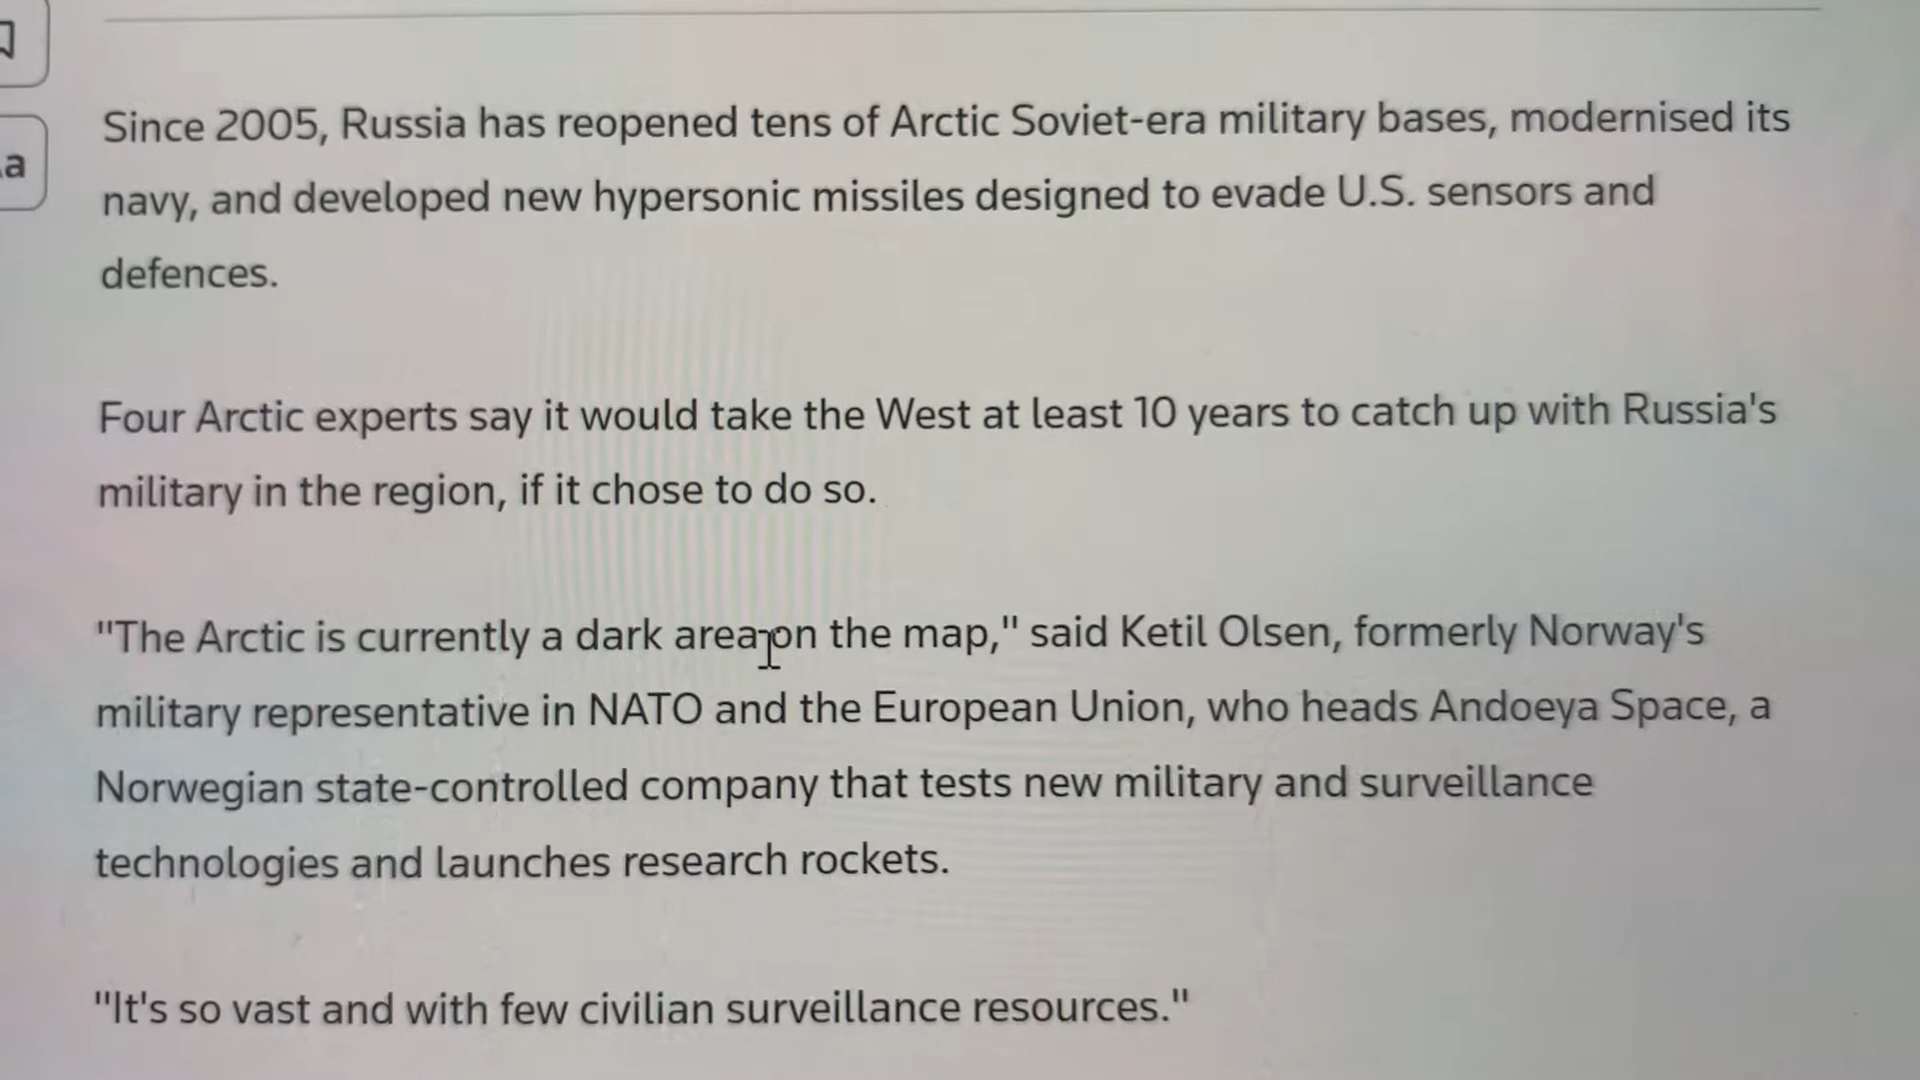 Since 2005, Russia has reopened tens of Arctic Soviet-era military bases, modernised its
navy, and developed new hypersonic missiles designed to evade U.S. sensors and
defences.
Four Arctic experts say it would take the West at least 10 years to catch up with Russia's
military in the region, if it chose to do so.
"The Arctic is currently a dark area on the map," said Ketil Olsen, formerly Norway's
military representative in NATO and the European Union, who heads Andoeya Space, a
Norwegian state-controlled company that tests new military and surveillance
technologies and launches research rockets.
"It's so vast and with few civilian surveillance resources."